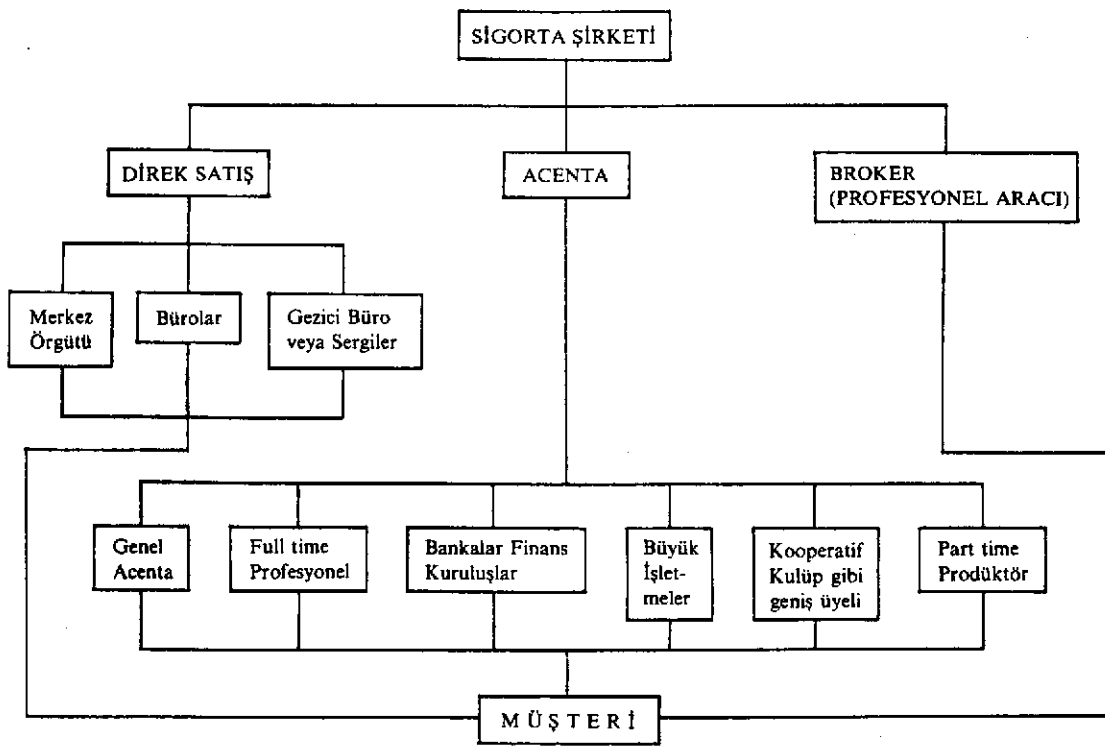 SİGORTA ŞİRKETİ
DİREK SATIŞ
ACENTA
BROKER
(PROFESYONEL ARACI)
Merkez
Örgütü
Bürolar
Gezici Büro
veya Sergiler
Genel
Acenta
Full time
Profesyonel
Bankalar Finans
Kuruluşlar
Büyük
İşlet-
meler
Kooperatif
Kulüp gibi
geniş üyeli
Part time
Prodüktör
MÜŞTERİ